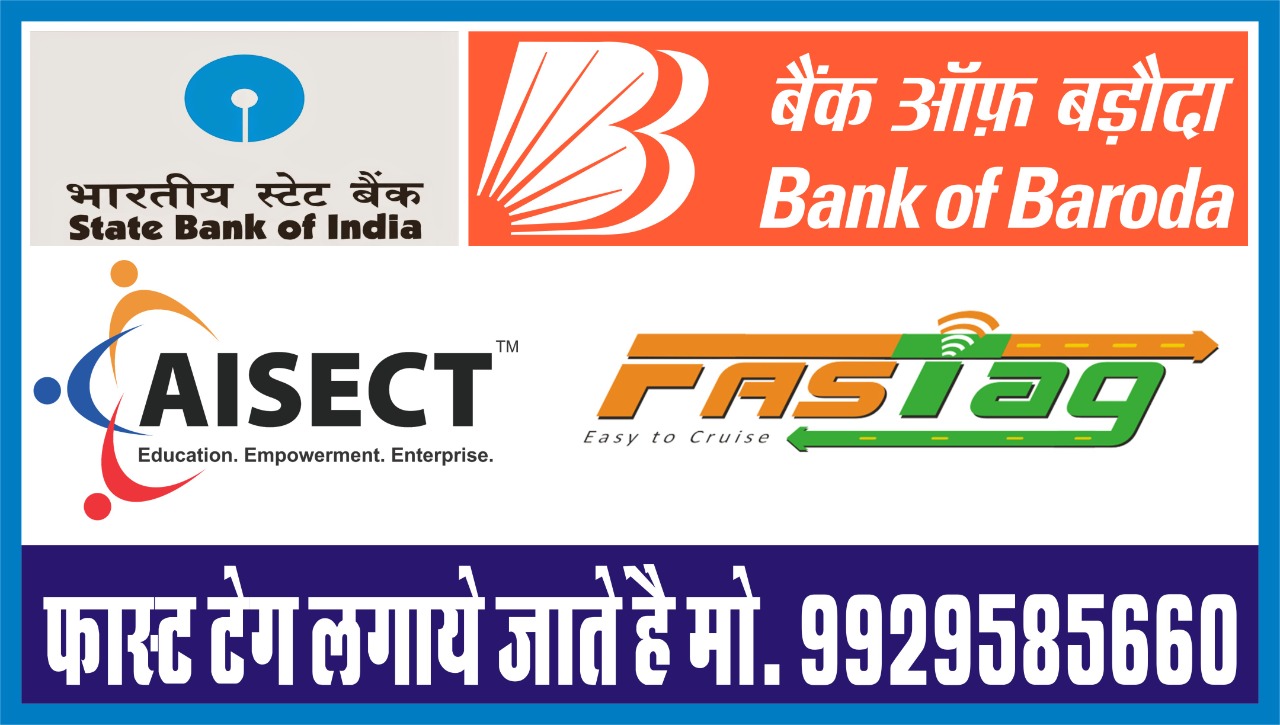 भारतीय स्टेट बैंक
State Bank of India
बैंक ऑफ़ बड़ौदा
Bank of Baroda
AISECT TM
Education. Empowerment. Enterprise.
FASTag
Easy to Cruise
फास्ट टेग लगाये जाते है मो. 9929585660